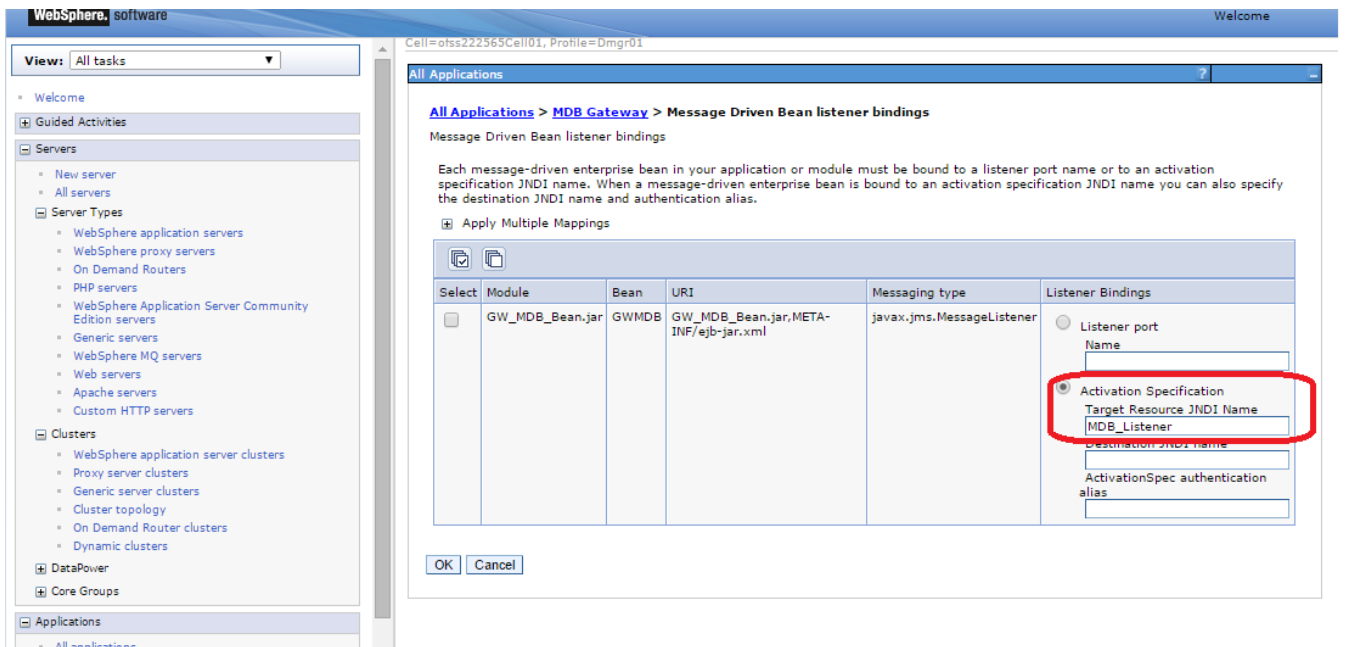 WebSphere. software
Welcome
View: All tasks
Welcome
Guided Activities
Servers
New server
All servers
Server Types
WebSphere application servers
WebSphere proxy servers
On Demand Routers
PHP servers
WebSphere Application Server Community
Edition servers
Generic servers
WebSphere MQ servers
Web servers
Apache servers
Custom HTTP servers
Clusters
WebSphere application server clusters
Proxy server clusters
Generic server clusters
Cluster topology
On Demand Router clusters
Dynamic clusters
DataPower
Core Groups
Applications
All applications
Cell=ofss222565Cell01, Profile=Dmgr01
All Applications
?
All Applications > MDB Gateway > Message Driven Bean listener bindings
Message Driven Bean listener bindings
Each message-driven enterprise bean in your application or module must be bound to a listener port name or to an activation
specification JNDI name. When a message-driven enterprise bean is bound to an activation specification JNDI name you can also specify
the destination JNDI name and authentication alias.
Apply Multiple Mappings
Select Module Bean URI Messaging type Listener Bindings
GW_MDB_Bean.jar GWMDB GW_MDB_Bean.jar,META-
INF/ejb-jar.xml
javax.jms.MessageListener
Listener port
Name
Activation Specification
Target Resource JNDI Name
MDB_Listener
Destination JNDI name
ActivationSpec authentication
alias
OK Cancel